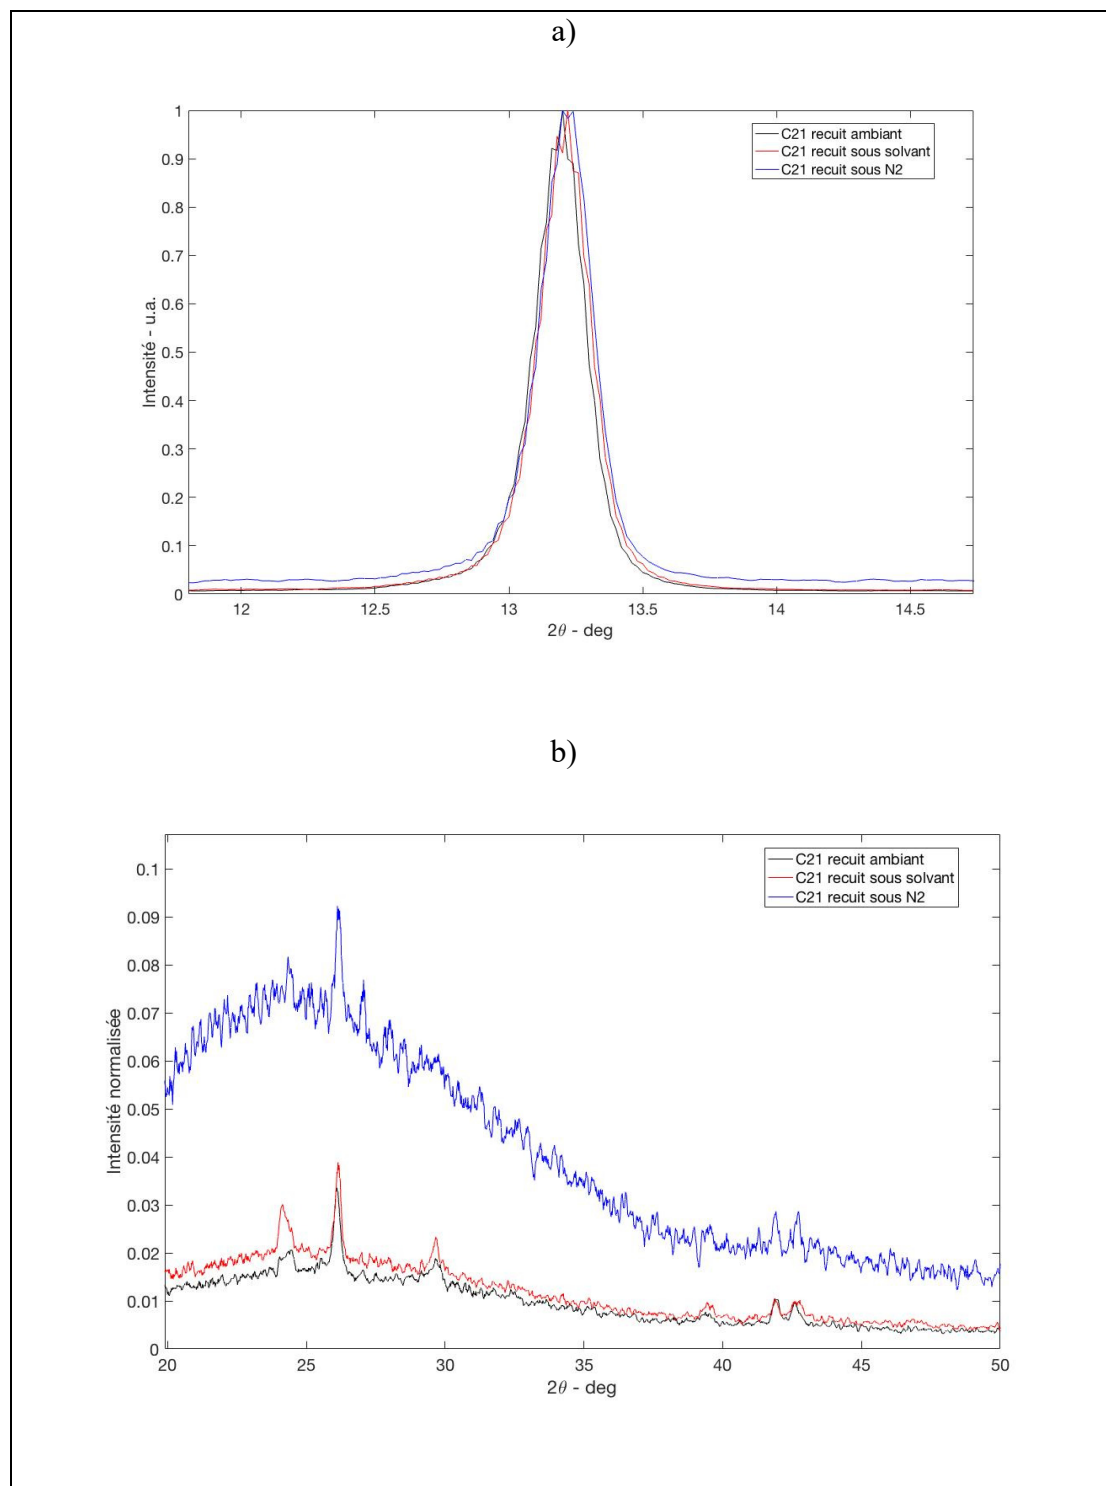 a)
1
0.9
0.8
0.7
0.6
0.5
0.4
0.3
0.2
0.1
0
Intensité - u.a.
C21 recuit ambiant
C21 recuit sous solvant
C21 recuit sous N2
12 12.5 13 13.5 14 14.5
2θ - deg
b)
0.1
0.09
0.08
0.07
0.06
0.05
0.04
0.03
0.02
0.01
0
Intensité normalisée
C21 recuit ambiant
C21 recuit sous solvant
C21 recuit sous N2
20 25 30 35 40 45 50
2θ - deg